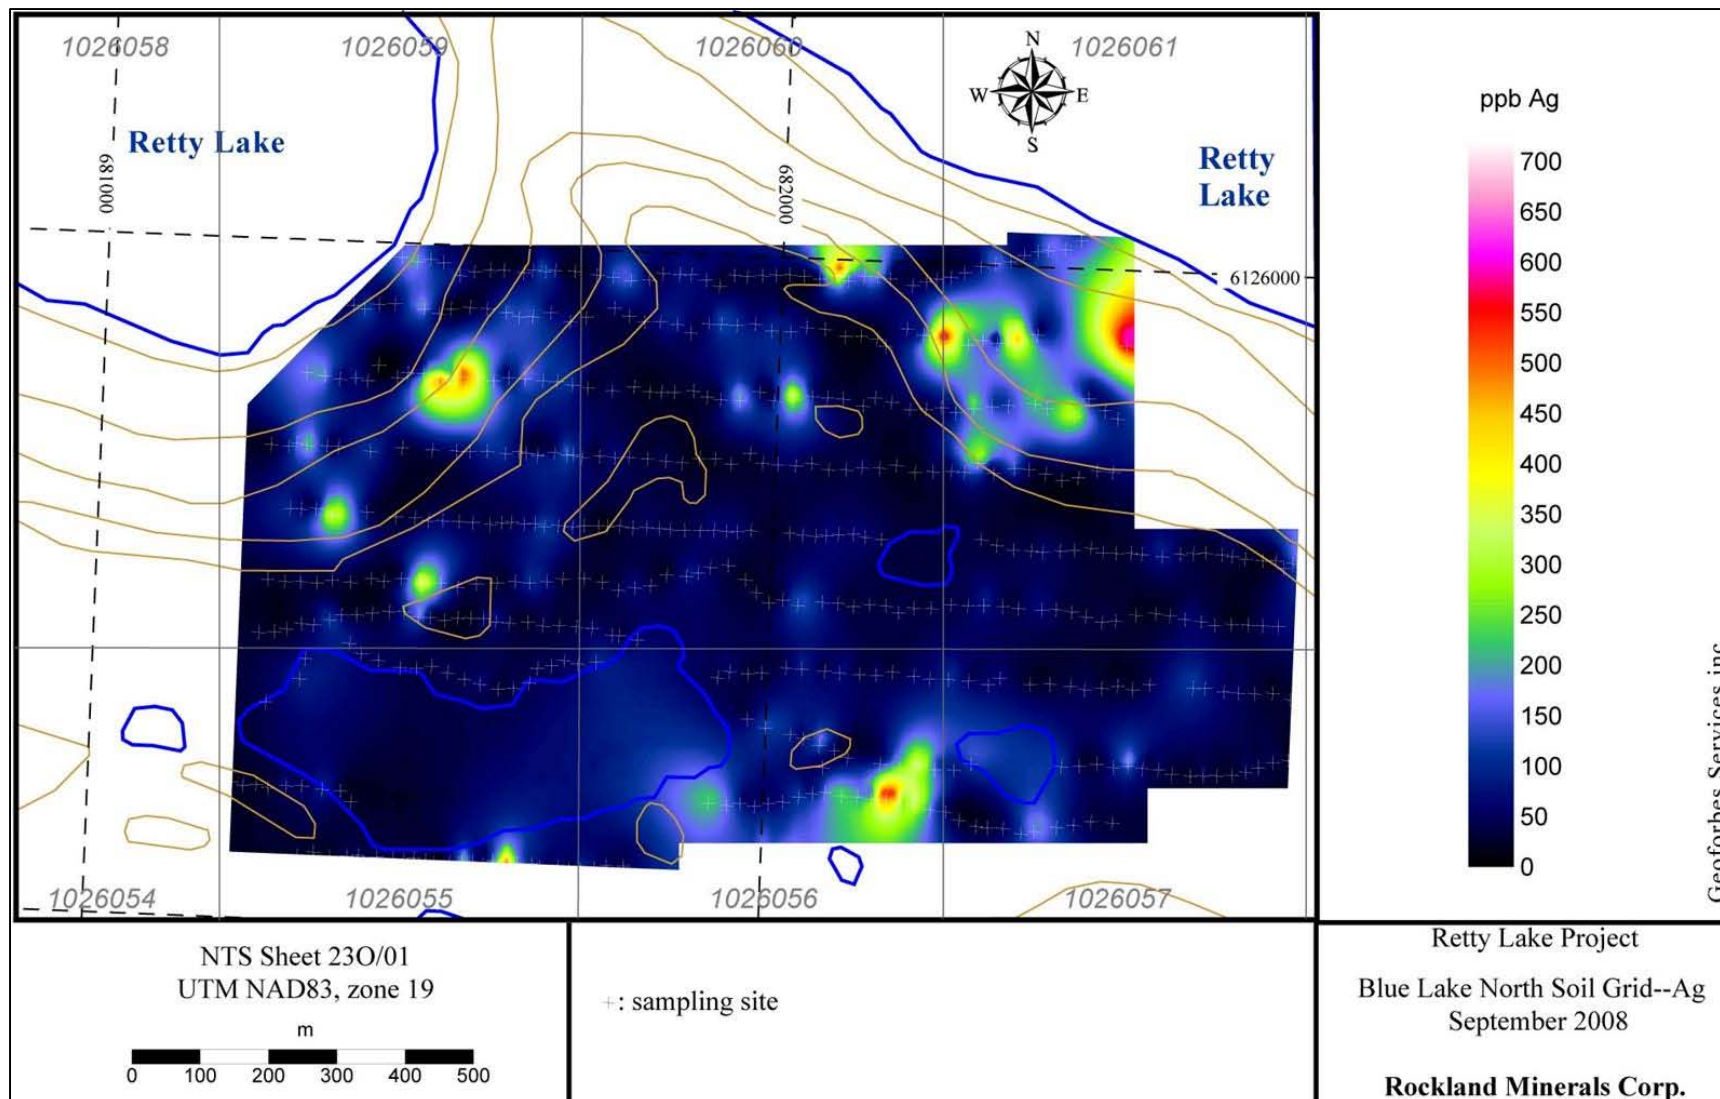 1026058
1026059
1026060
1026061
N
W E
S
Retty Lake
Retty
Lake
681000
682000
6126000
1026054
1026055
1026056
1026057
ppb Ag
700
650
600
550
500
450
400
350
300
250
200
150
100
50
0
Geoforbes Services inc
NTS Sheet 23O/01
UTM NAD83, zone 19
m
0 100 200 300 400 500
+: sampling site
Retty Lake Project
Blue Lake North Soil Grid--Ag
September 2008
Rockland Minerals Corp.